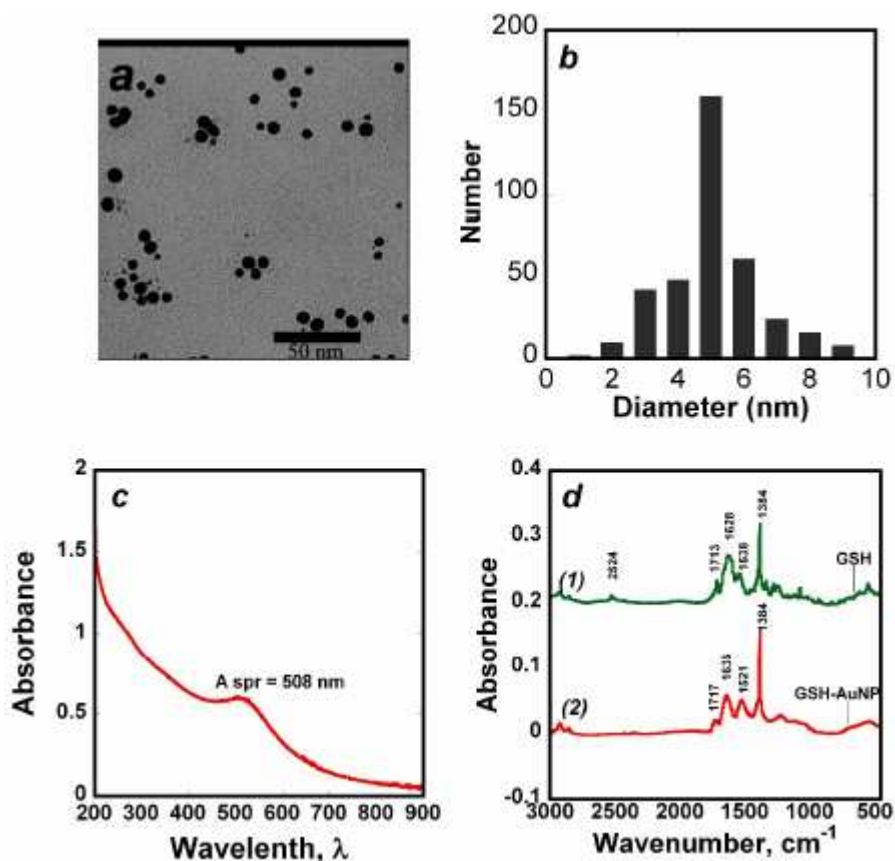 a
50 nm
b
200
150
100
50
0
Number
0 2 4 6 8 10
Diameter (nm)
c
2
1.5
1
0.5
0
Absorbance
A spr = 508 nm
200 300 400 500 600 700 800 900
Wavelenth, λ
d
0.4
0.3
0.2
0.1
0
-0.1
Absorbance
(1)
2524
1713
1628
1538
1384
GSH
(2)
1717
1635
1521
1384
GSH-AuNP
3000 2500 2000 1500 1000 500
Wavenumber, cm⁻¹